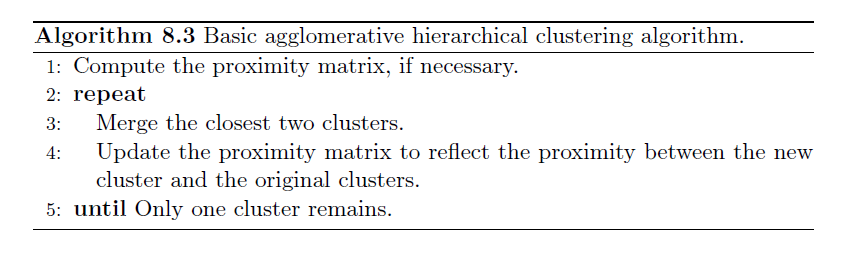 Algorithm 8.3 Basic agglomerative hierarchical clustering algorithm.
1: Compute the proximity matrix, if necessary.
2: repeat
3: Merge the closest two clusters.
4: Update the proximity matrix to reflect the proximity between the new
cluster and the original clusters.
5: until Only one cluster remains.